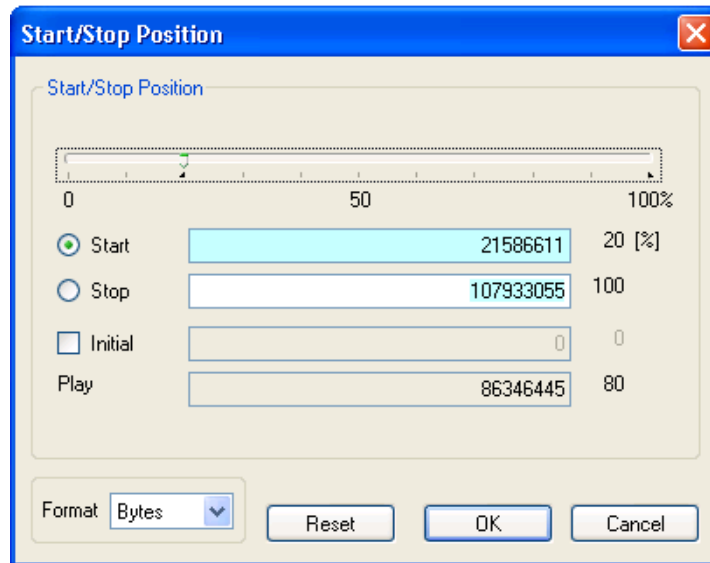 Start/Stop Position
Start/Stop Position
0 50 100%
Start 21586611 20 [%]
Stop 107933055 100
Initial 0 0
Play 86346445 80
Format Bytes Reset OK Cancel